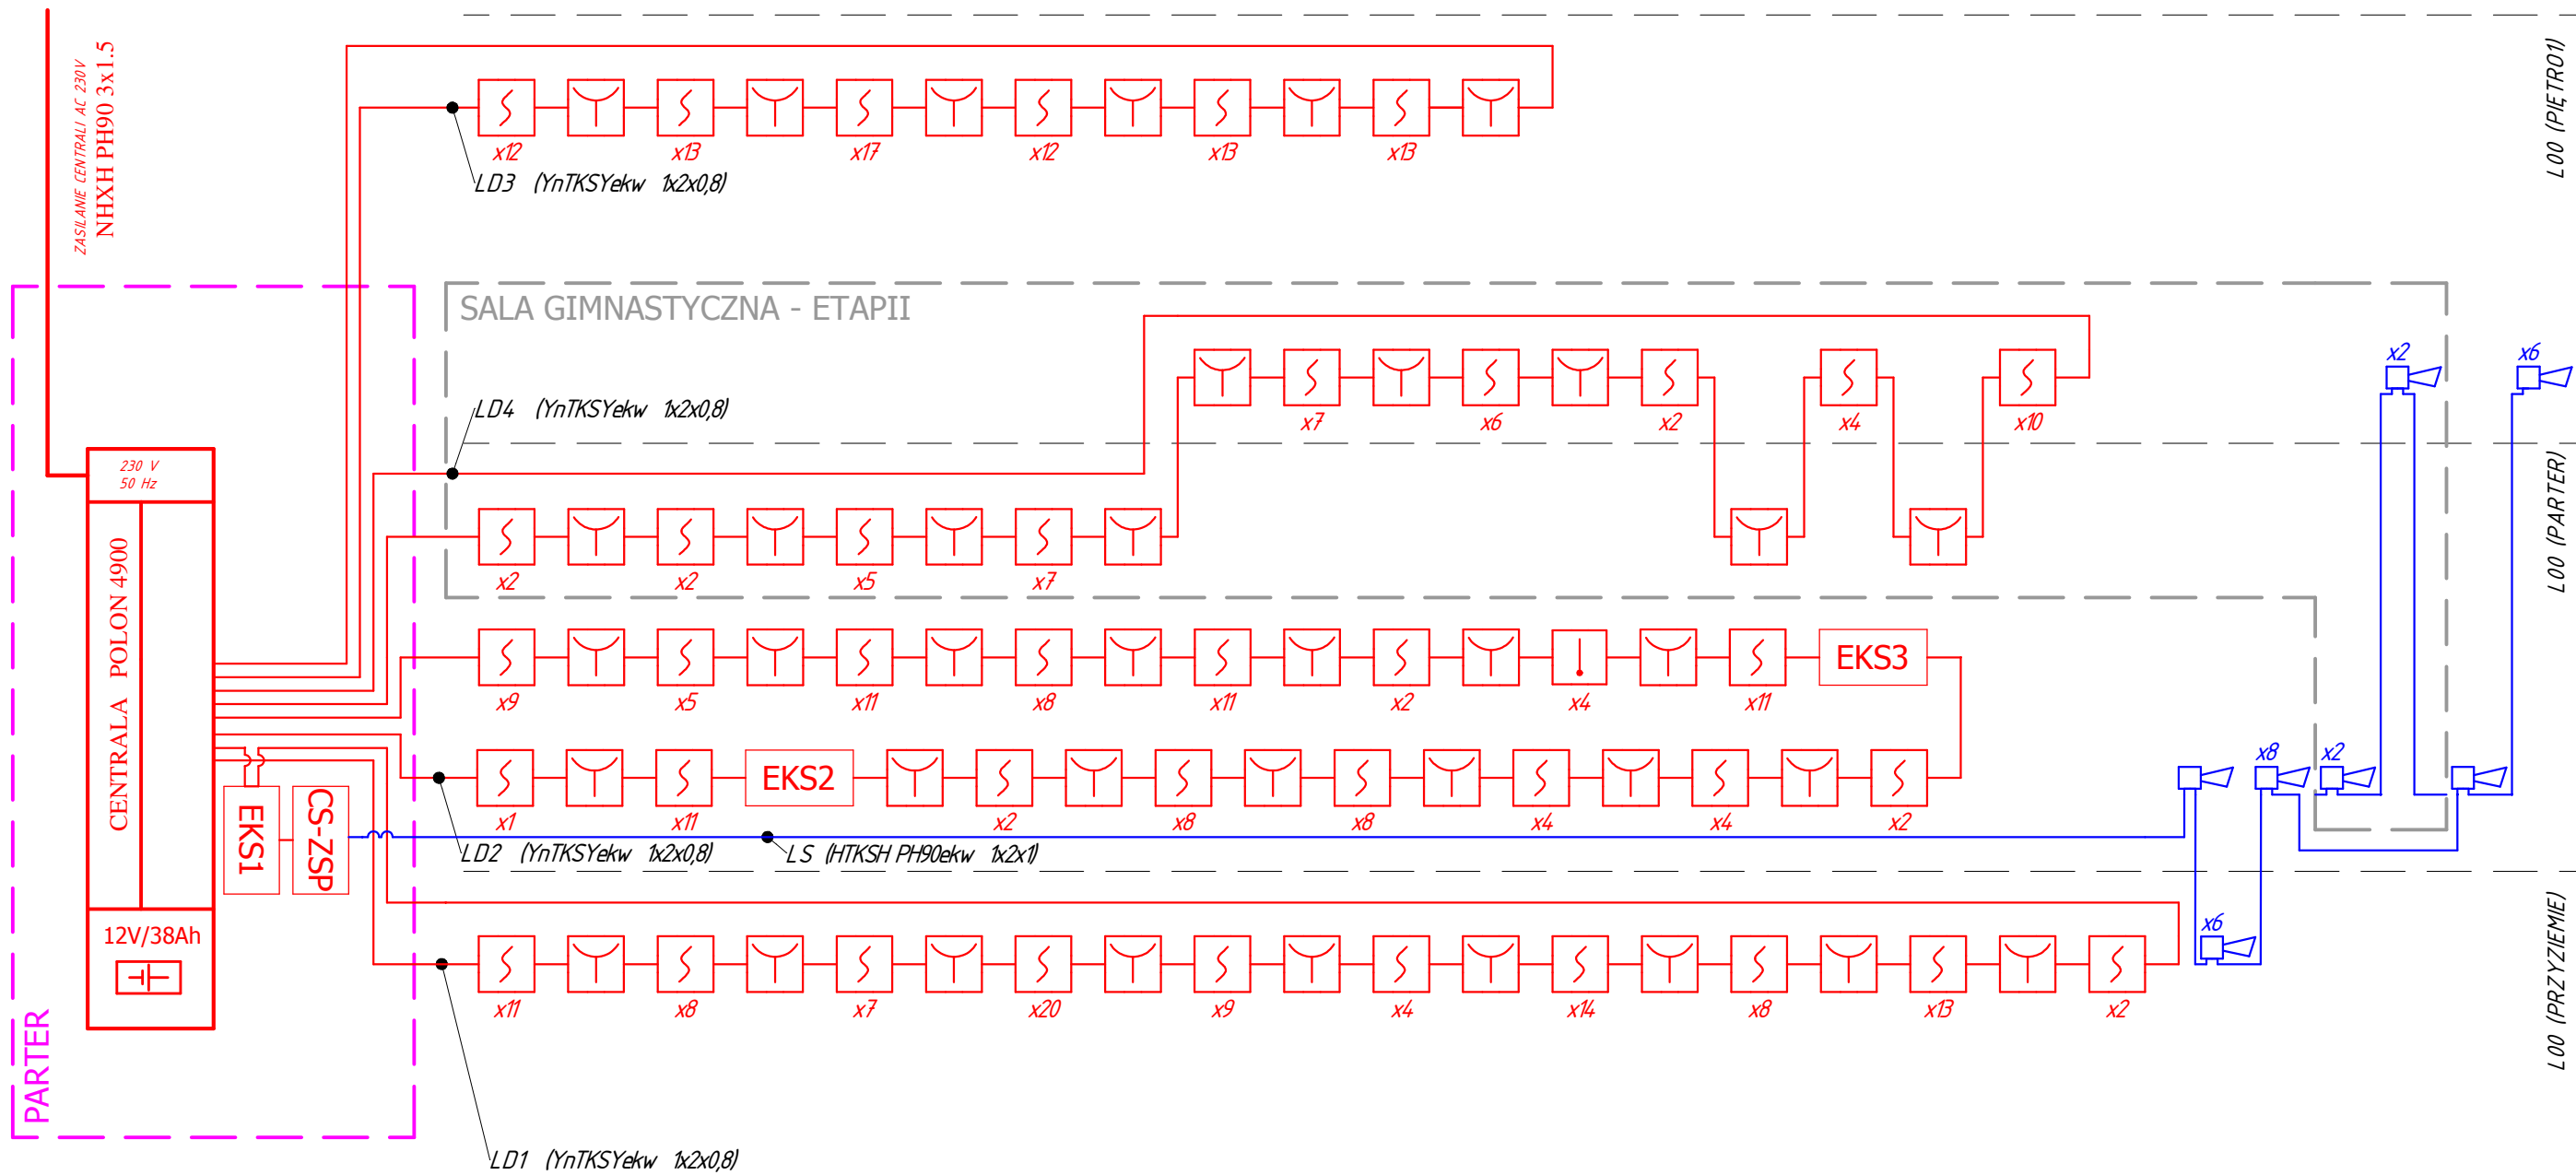 ZASILANIE CENTRALI AC 230V
NHXH PH90 3x1.5
x12 x13 x17 x12 x13 x13
LD3 (YnTKSYekw 1x2x0,8)
L00 (PIĘTRO1)
SALA GIMNASTYCZNA - ETAPII
x2 x6
x7 x6 x2 x4 x10
LD4 (YnTKSYekw 1x2x0,8)
230 V
50 Hz
CENTRALA POLON 4900
12V/38Ah
L00 (PARTER)
x2 x2 x5 x7
EKS3
x9 x5 x11 x8 x11 x2 x4 x11
EKS2
x8 x2
x1 x11 x2 x8 x8 x4 x4 x2
EKS1
CS-ZSP
LD2 (YnTKSYekw 1x2x0,8)
LS (HTKSH PH90ekw 1x2x1)
x6
x11 x8 x7 x20 x9 x4 x14 x8 x13 x2
L00 (PRZYZIEMIE)
PARTER
LD1 (YnTKSYekw 1x2x0,8)